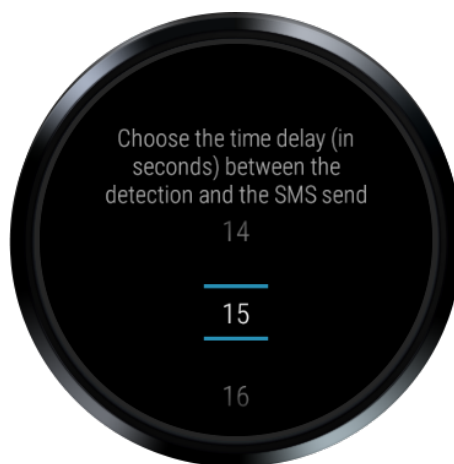 Choose the time delay (in
seconds) between the
detection and the SMS send
14
15
16